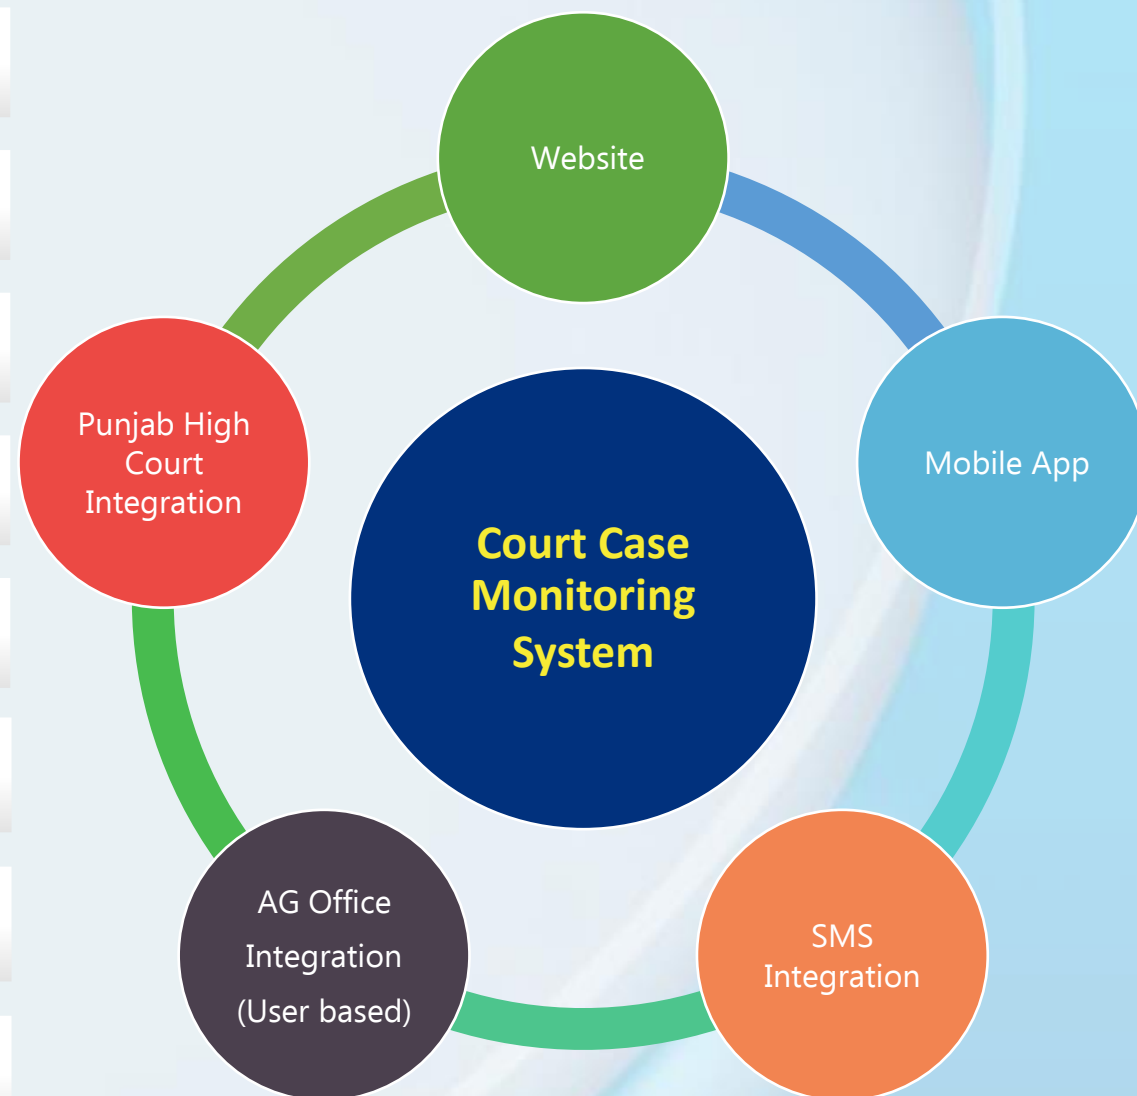 Website
Punjab High
Court
Integration
Mobile App
Court Case
Monitoring
System
AG Office
Integration
(User based)
SMS
Integration